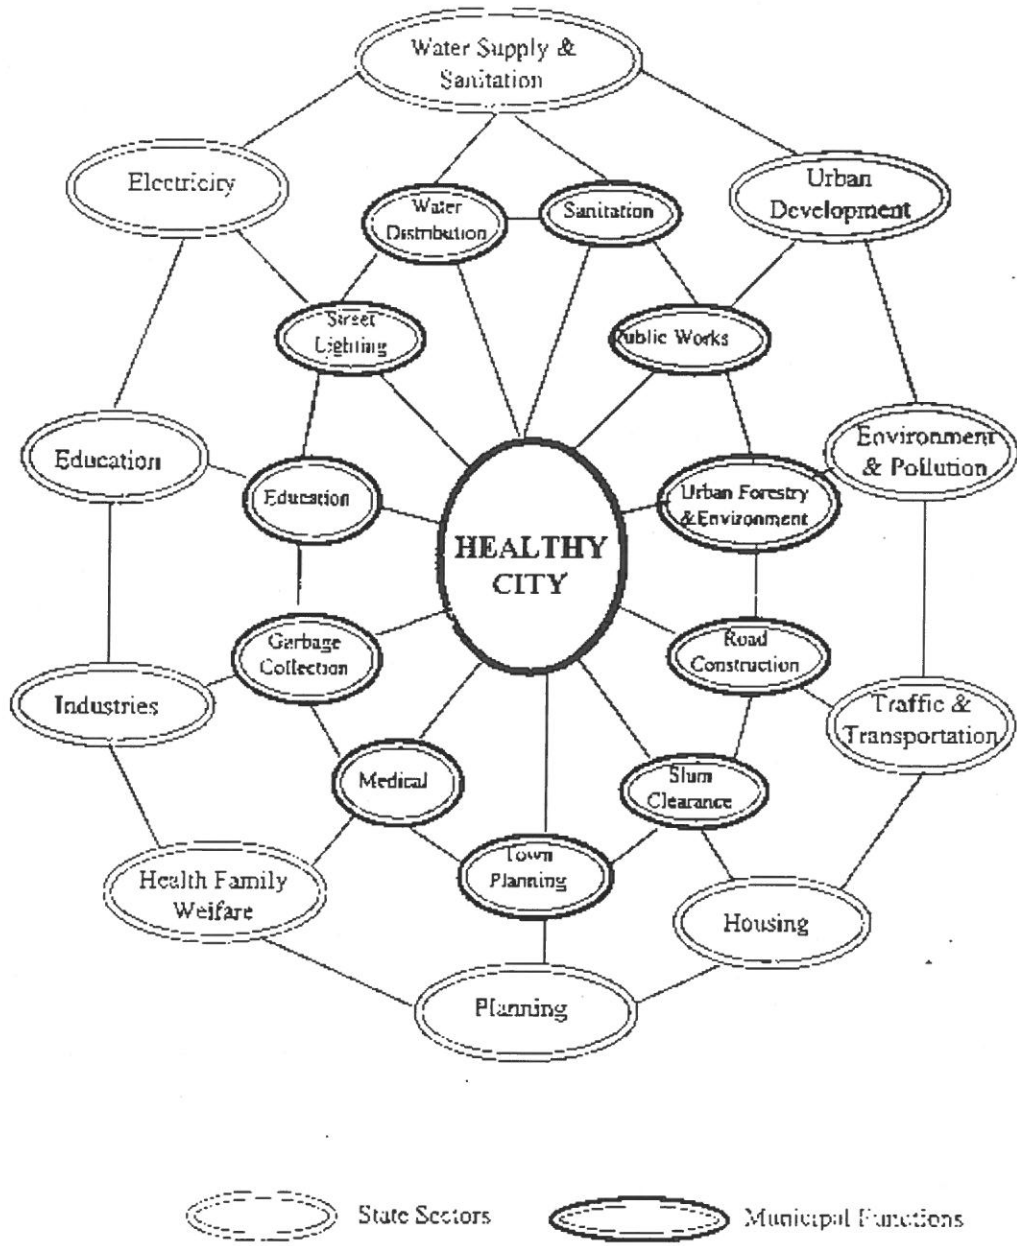 Water Supply &
Sanitation
Electricity
Urban
Development
Water
Distribution
Sanitation
Street
Lighting
Public Works
Education
Environment
& Pollution
Education
Urban Forestry
&Environment
HEALTHY
CITY
Garbage
Collection
Road
Construction
Industries
Traffic &
Transportation
Medical
Slum
Clearance
Town
Planning
Health Family
Welfare
Housing
Planning
State Sectors
Municipal Functions